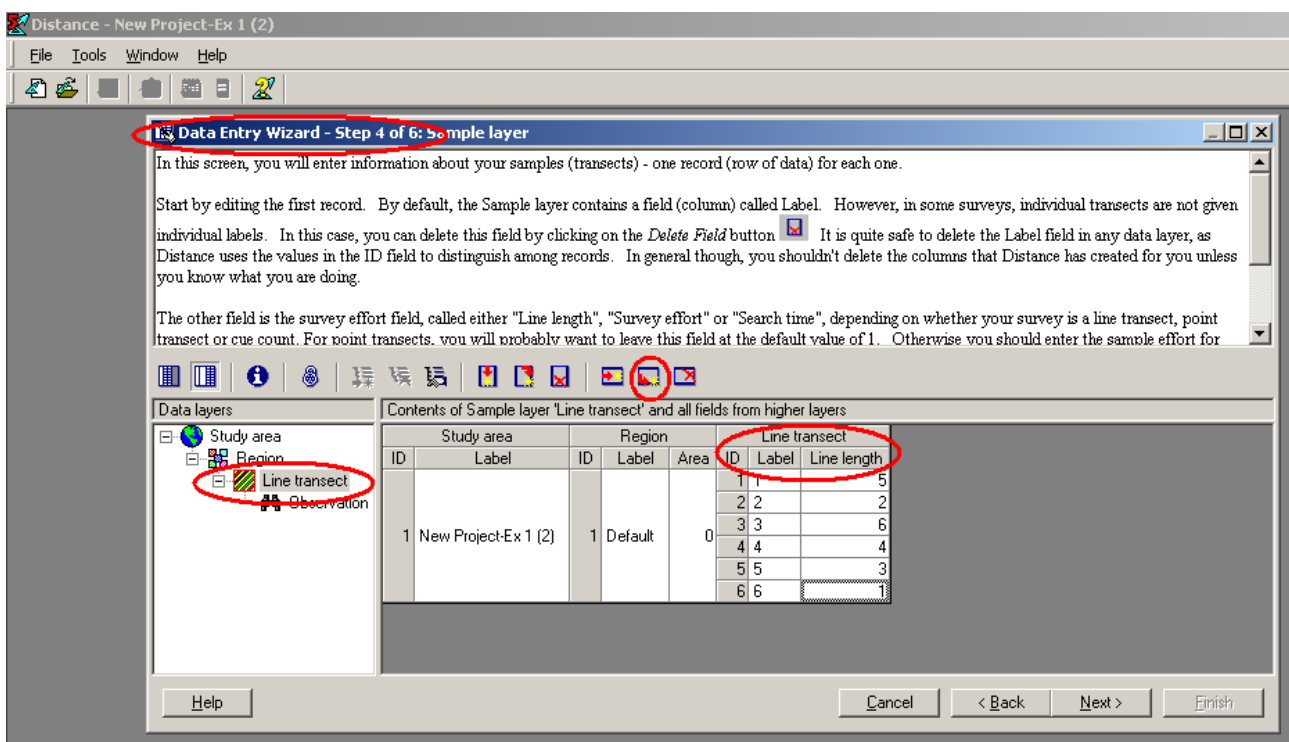 Distance - New Project-Ex 1 (2)
File Tools Window Help
Data Entry Wizard - Step 4 of 6: Sample layer
In this screen, you will enter information about your samples (transects) - one record (row of data) for each one.
Start by editing the first record. By default, the Sample layer contains a field (column) called Label. However, in some surveys, individual transects are not given
individual labels. In this case, you can delete this field by clicking on the Delete Field button It is quite safe to delete the Label field in any data layer, as
Distance uses the values in the ID field to distinguish among records. In general though, you shouldn't delete the columns that Distance has created for you unless
you know what you are doing.
The other field is the survey effort field, called either "Line length", "Survey effort" or "Search time", depending on whether your survey is a line transect, point
transect or cue count. For point transects, you will probably want to leave this field at the default value of 1. Otherwise you should enter the sample effort for
Data layers Contents of Sample layer 'Line transect' and all fields from higher layers
Study area
Region
Line transect
Observation
Study area Region Line transect
ID Label ID Label Area ID Label Line length
1 New Project-Ex 1 (2) 1 Default 0
1 1 5
2 2 2
3 3 6
4 4 4
5 5 3
6 6 1
Help Cancel < Back Next > Finish